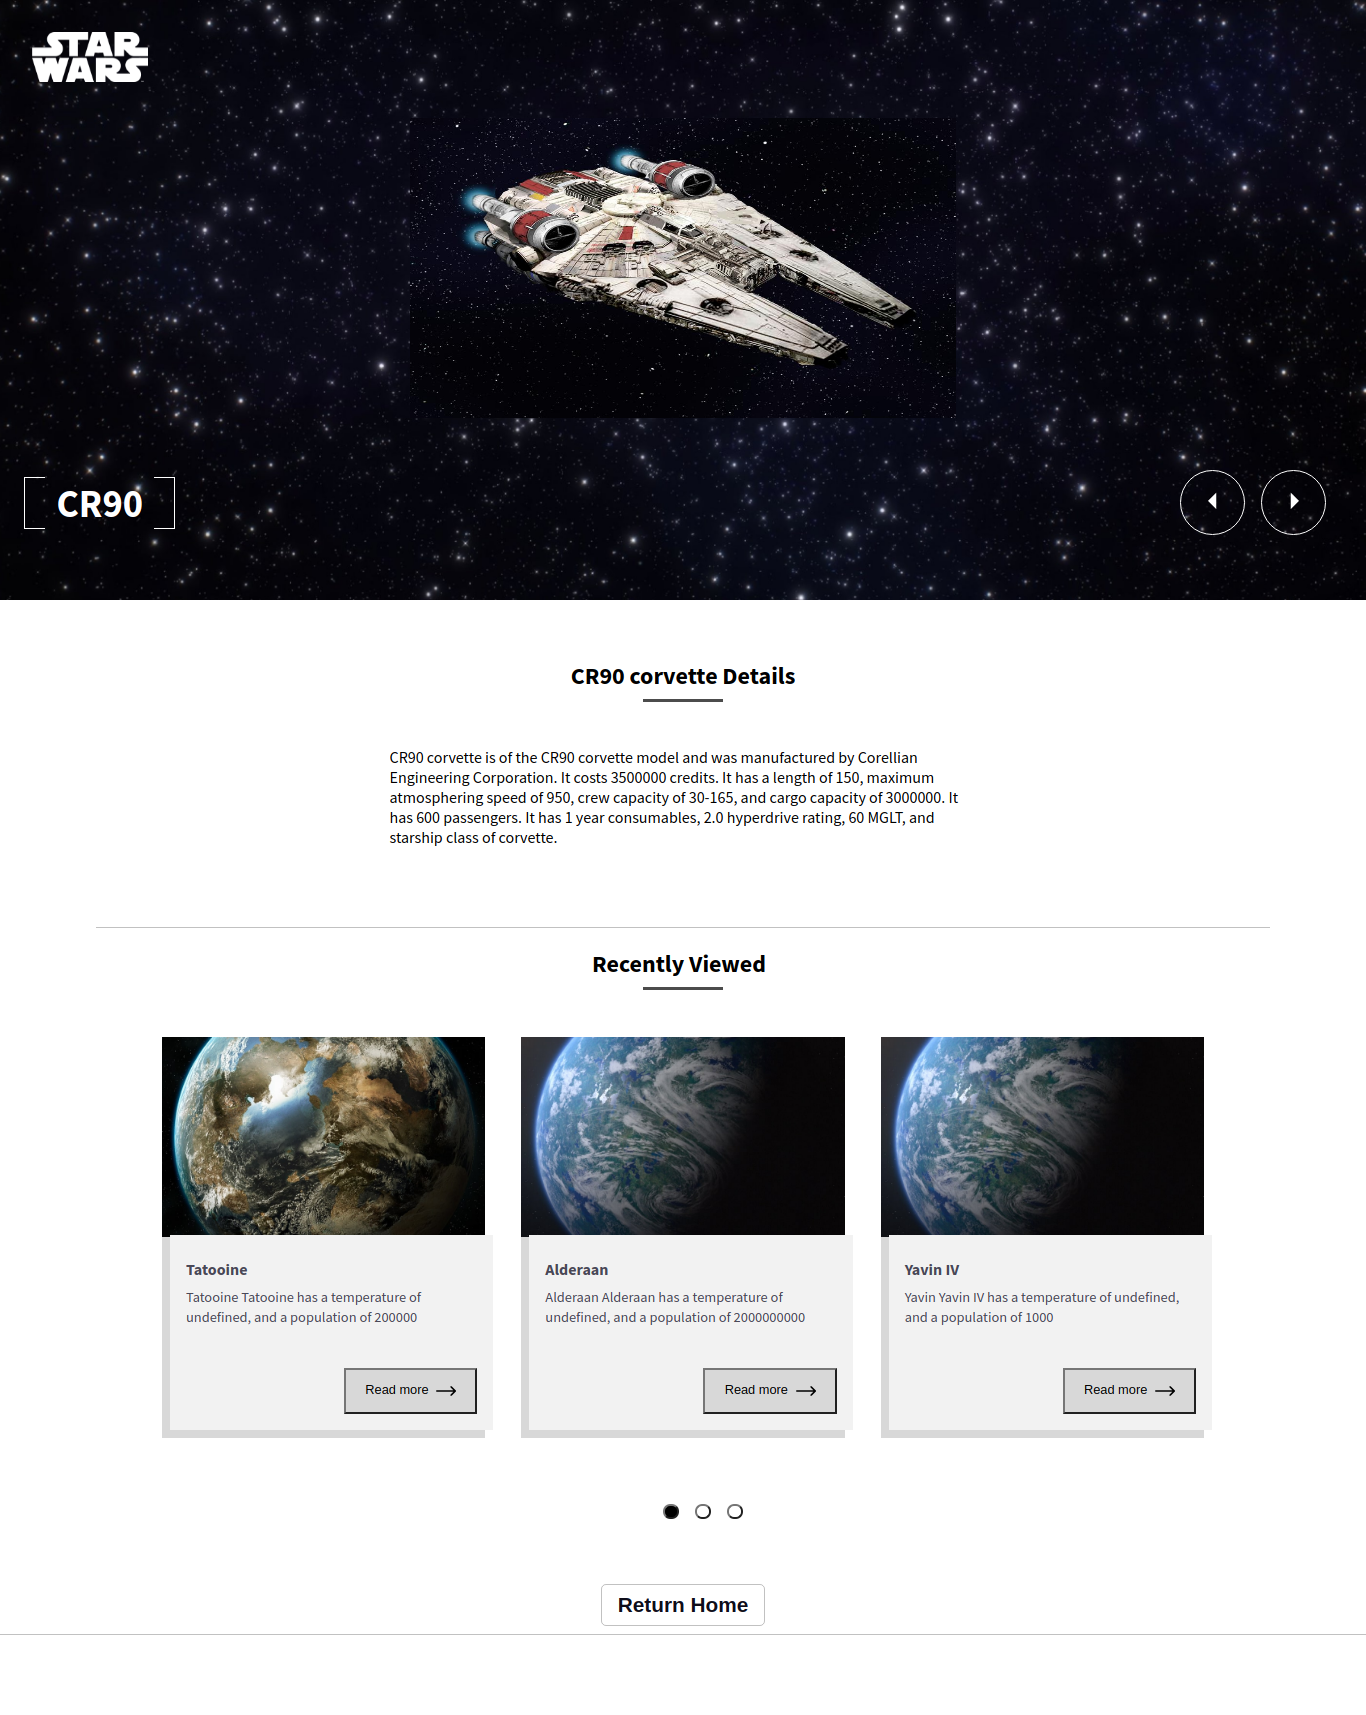 STAR
WARS
CR90
CR90 corvette Details
CR90 corvette is of the CR90 corvette model and was manufactured by Corellian
Engineering Corporation. It costs 3500000 credits. It has a length of 150, maximum
atmosphering speed of 950, crew capacity of 30-165, and cargo capacity of 3000000. It
has 600 passengers. It has 1 year consumables, 2.0 hyperdrive rating, 60 MGLT, and
starship class of corvette.
Recently Viewed
Tatooine
Tatooine Tatooine has a temperature of
undefined, and a population of 200000
Read more
Alderaan
Alderaan Alderaan has a temperature of
undefined, and a population of 2000000000
Read more
Yavin IV
Yavin Yavin IV has a temperature of undefined,
and a population of 1000
Read more
Return Home